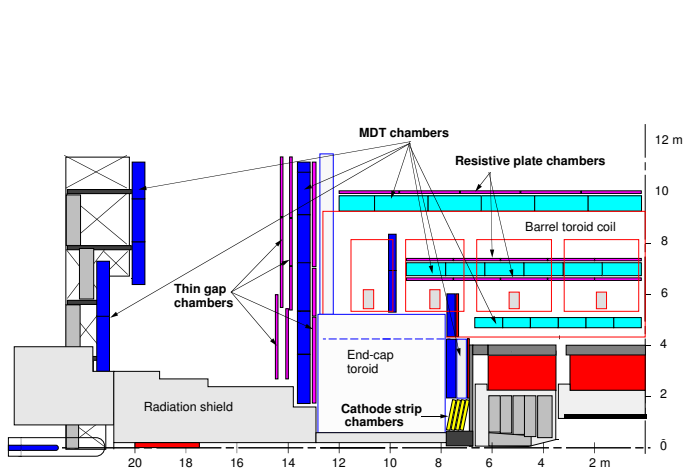 MDT chambers
Resistive plate chambers
12 m
10
Barrel toroid coil
8
Thin gap
chambers
6
End-cap
toroid
4
Radiation shield
Cathode strip
chambers
2
0
20 18 16 14 12 10 8 6 4 2 m